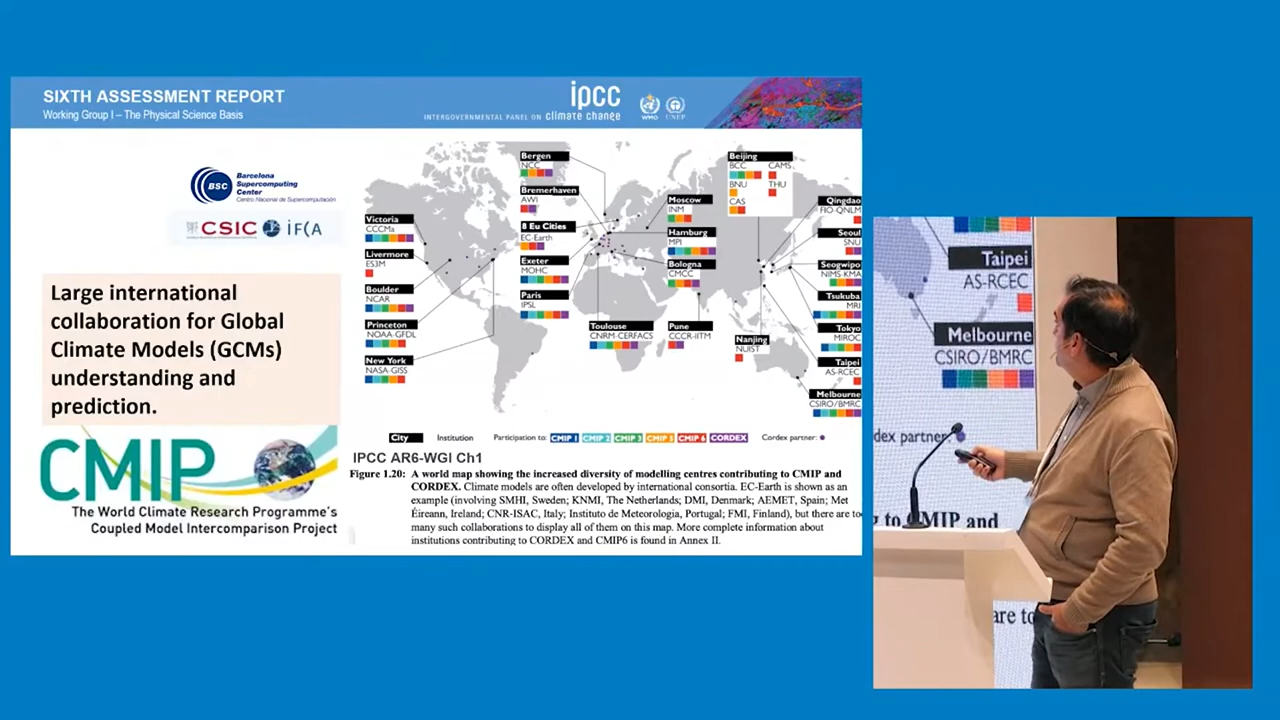 SIXTH ASSESSMENT REPORT
Working Group I – The Physical Science Basis
INTERGOVERNMENTAL PANEL ON climate change
ipcc
WMO
UNEP
BSC
Barcelona
Supercomputing
Center
Centro Nacional de Supercomputación
CSIC
Large international
collaboration for Global
Climate Models (GCMs)
understanding and
prediction.
CMIP
The World Climate Research Programme's
Coupled Model Intercomparison Project
Victoria
CCCMa
Livermore
ES3M
Boulder
NCAR
Princeton
NOAA-GFDL
New York
NASA-GISS
Bergen
NCC
Bremerhaven
AWI
8 Eu Cities
EC-Earth
Exeter
MOHC
Paris
IPSL
Toulouse
CNRM-CERFACS
Moscow
INM
Hamburg
MPI
Bologna
CMCC
Pune
CCCR-IITM
Beijing
BCC CAMS
BNU THU
CAS
Nanjing
NUIST
Qingdao
FIO-QNLM
Seoul
SNU
Seogwipo
NIMS-KMA
Tsukuba
MRI
Tokyo
MIROC
Taipei
AS-RCEC
Melbourne
CSIRO/BMRC
City Institution Participation to: CMIP 1 CMIP 2 CMIP 3 CMIP 5 CMIP 6 CORDEX Cordex partner:
IPCC AR6-WGI Ch1
Figure 1.20: A world map showing the increased diversity of modelling centres contributing to CMIP and
CORDEX. Climate models are often developed by international consortia. EC-Earth is shown as an
example (involving SMHI, Sweden; KNMI, The Netherlands; DMI, Denmark; AEMET, Spain; Met
Éireann, Ireland; CNR-ISAC, Italy; Instituto de Meteorologia, Portugal; FMI, Finland), but there are too
many such collaborations to display all of them on this map. More complete information about
institutions contributing to CORDEX and CMIP6 is found in Annex II.
Taipei
AS-RCEC
Melbourne
CSIRO/BMRC
dex partner:
g to CMIP and
are to